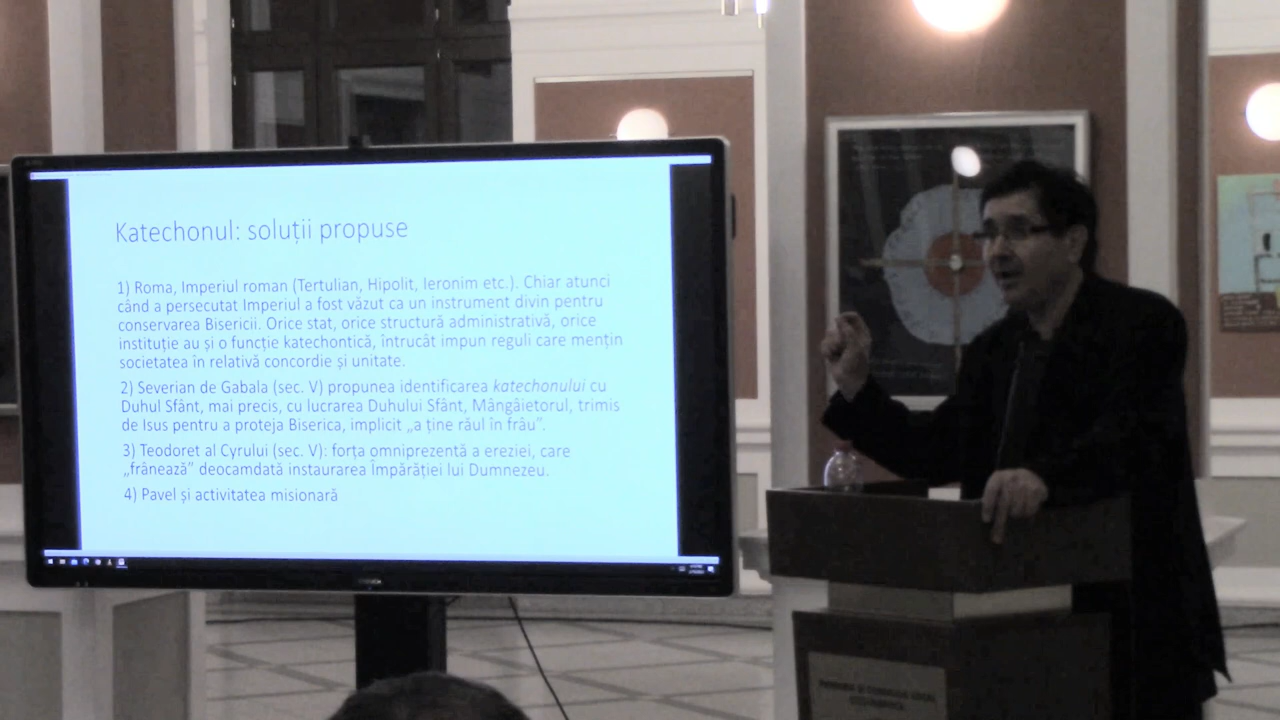 Katechonul: soluții propuse
1) Roma, Imperiul roman (Tertulian, Hipolit, Ieronim etc.). Chiar atunci
când a persecutat Imperiul a fost văzut ca un instrument divin pentru
conservarea Bisericii. Orice stat, orice structură administrativă, orice
instituție au și o funcție katechontică, întrucât impun reguli care mențin
societatea în relativă concordie și unitate.
2) Severian de Gabala (sec. V) propunea identificarea katechonului cu
Duhul Sfânt, mai precis, cu lucrarea Duhului Sfânt, Mângâietorul, trimis
de Isus pentru a proteja Biserica, implicit „a ține răul în frâu”.
3) Teodoret al Cyrului (sec. V): forța omniprezentă a ereziei, care
„frânează” deocamdată instaurarea Împărăției lui Dumnezeu.
4) Pavel și activitatea misionară